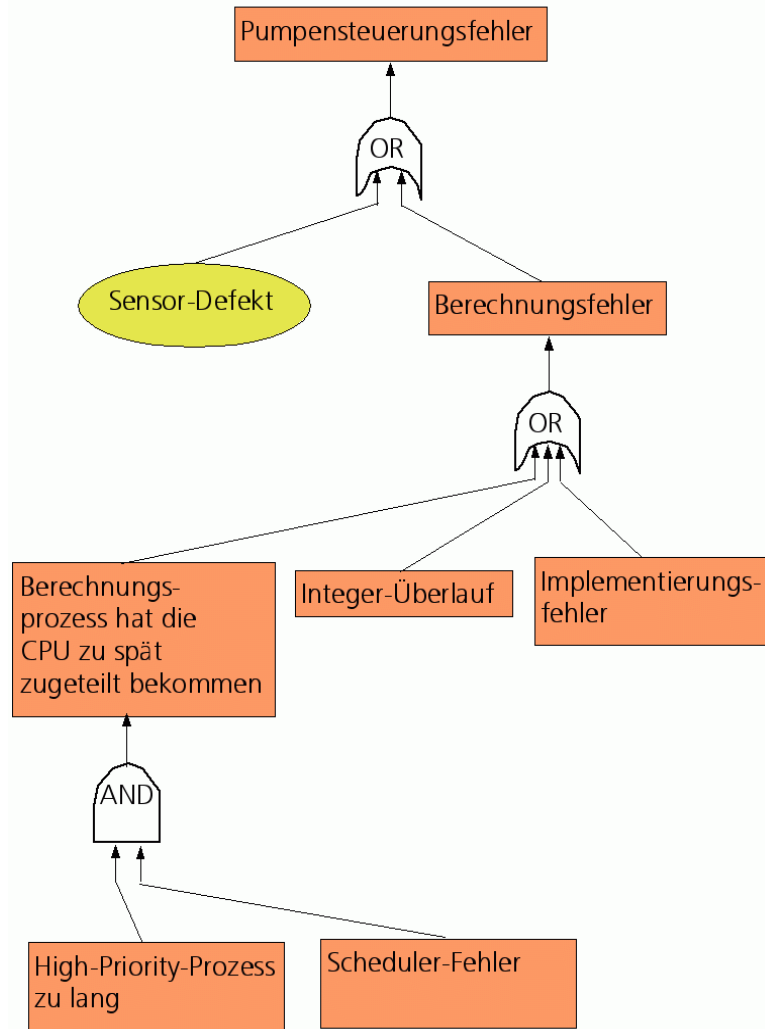 Pumpensteuerungsfehler
OR
Sensor-Defekt
Berechnungsfehler
OR
Berechnungs-
prozess hat die
CPU zu spät
zugeteilt bekommen
Integer-Überlauf
Implementierungs-
fehler
AND
High-Priority-Prozess
zu lang
Scheduler-Fehler